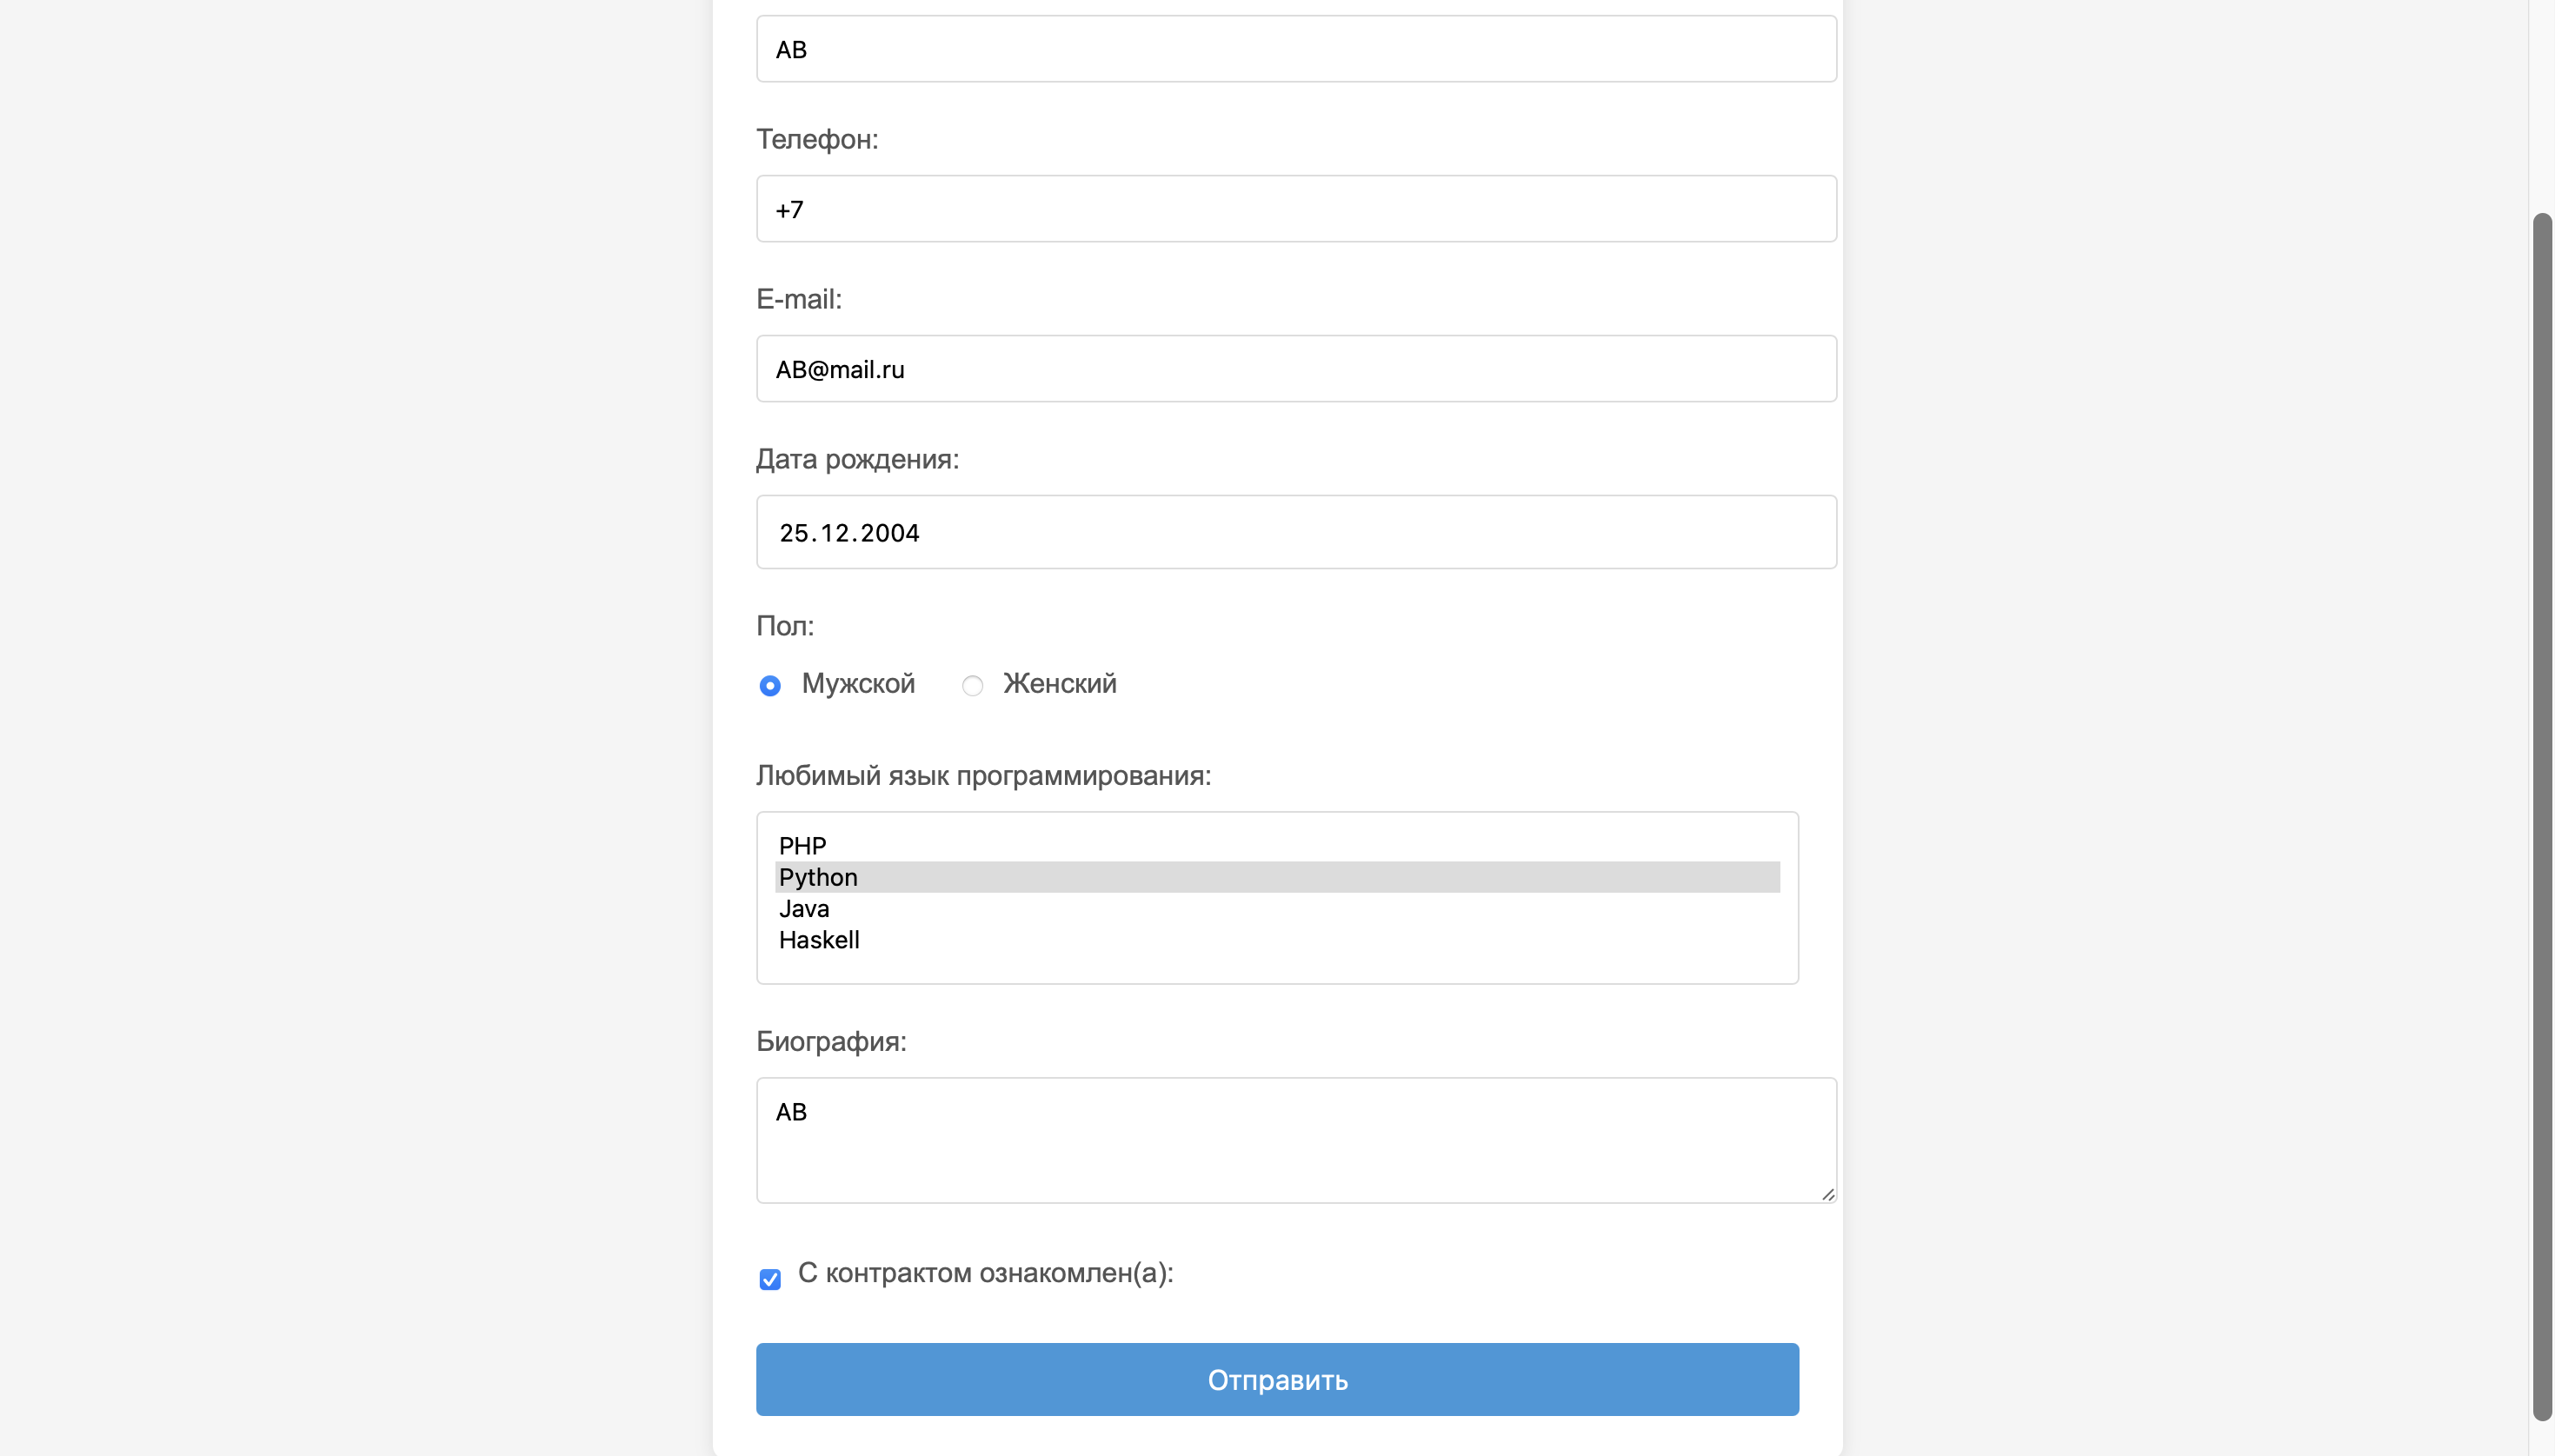 AB
Телефон:
+7
E-mail:
AB@mail.ru
Дата рождения:
25.12.2004
Пол:
Мужской Женский
Любимый язык программирования:
PHP
Python
Java
Haskell
Биография:
AB
С контрактом ознакомлен(а):
Отправить